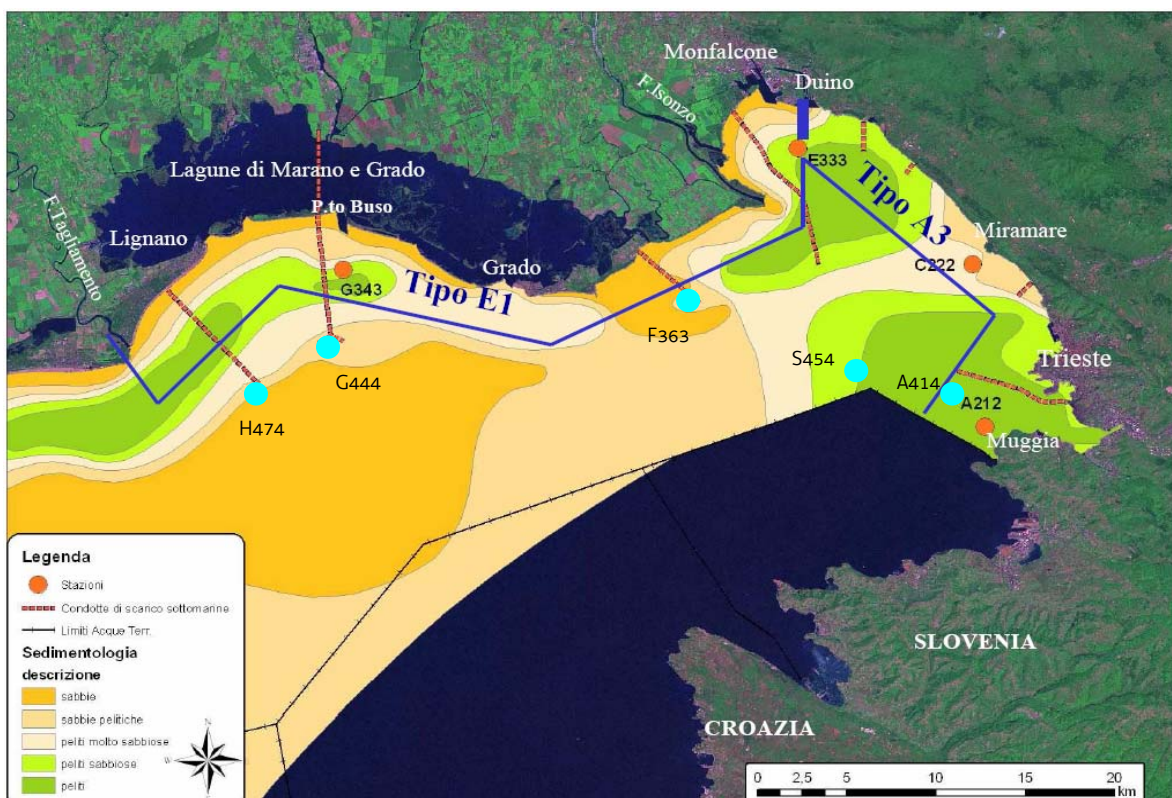 Monfalcone
Duino
F.Isonzo
E333
Lagune di Marano e Grado
P.to Buso
Tipo A3
F.Tagliamento
Lignano
Miramare
C222
Grado
G343
Tipo E1
F363
G444
S454
Trieste
A414
A212
H474
Muggia
Legenda
Stazioni
Condotte di scarico sottomarine
Limiti Acque Terr.
Sedimentologia
descrizione
sabbie
sabbie pelitiche
peliti molto sabbiose
peliti sabbiose
peliti
N
W
E
S
SLOVENIA
CROAZIA
0 2,5 5 10 15 20
km